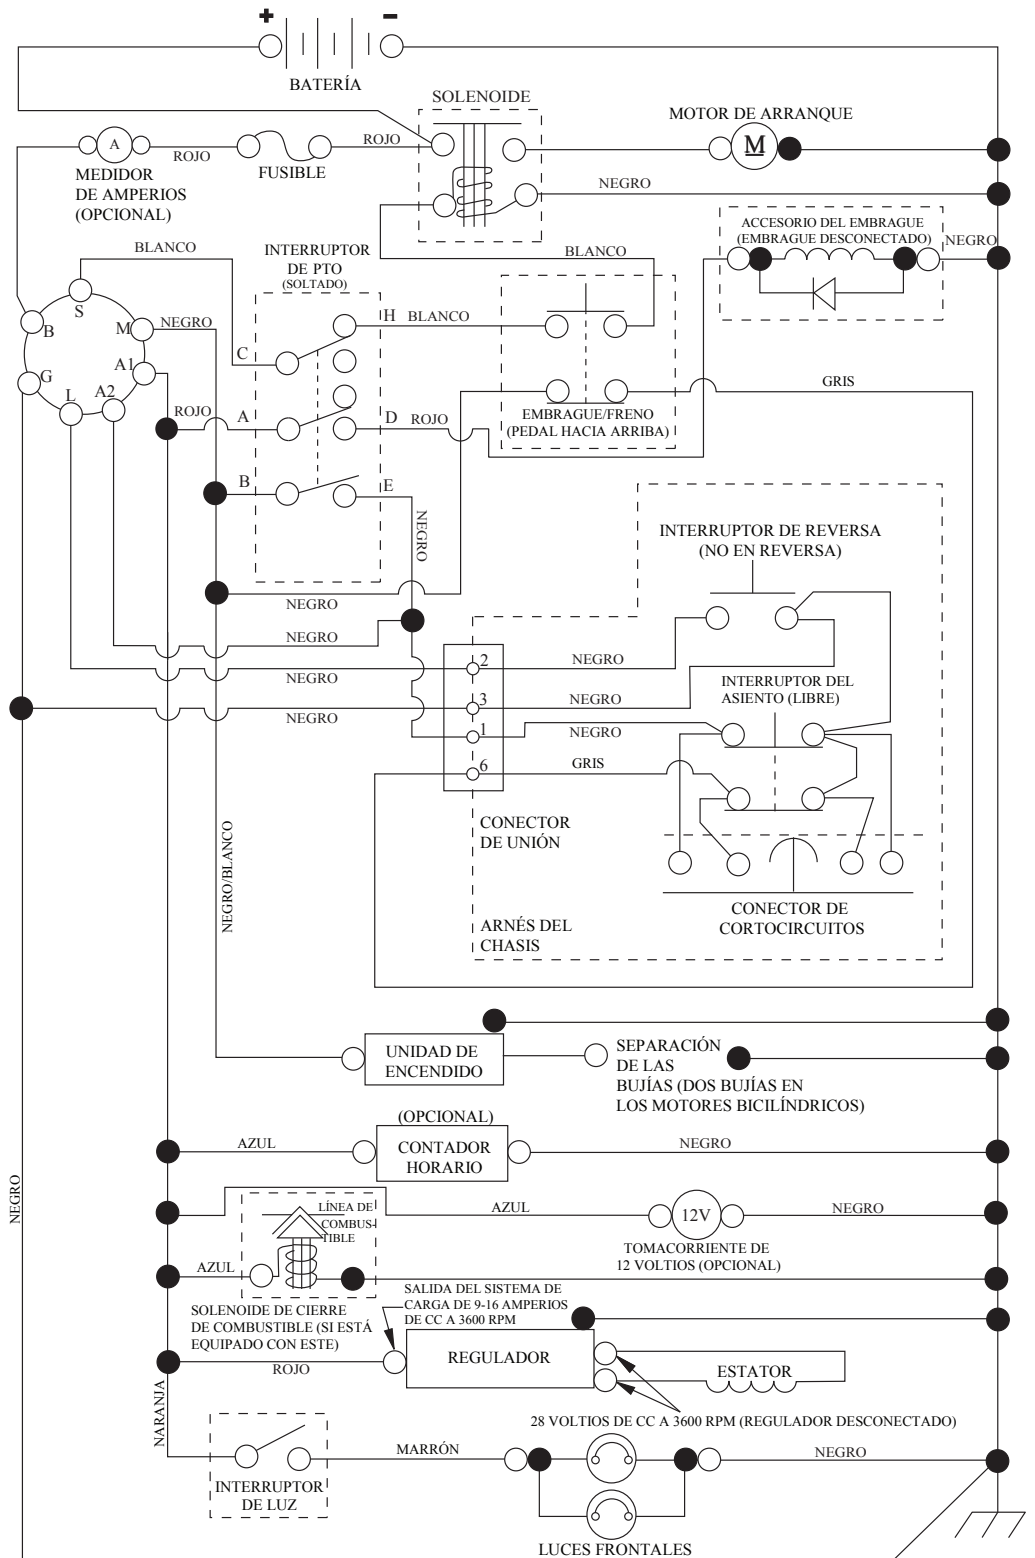 + −
BATERÍA
SOLENOIDE
MOTOR DE ARRANQUE
A
ROJO
ROJO
M
FUSIBLE
MEDIDOR
DE AMPERIOS
(OPCIONAL)
NEGRO
ACCESORIO DEL EMBRAGUE
(EMBRAGUE DESCONECTADO)
NEGRO
BLANCO
INTERRUPTOR
DE PTO
(SOLTADO)
BLANCO
S
B
M
NEGRO
H
BLANCO
C
A1
G
L
A2
GRIS
ROJO
A
D
ROJO
EMBRAGUE/FRENO
(PEDAL HACIA ARRIBA)
B
E
NEGRO
INTERRUPTOR DE REVERSA
(NO EN REVERSA)
NEGRO
NEGRO
2
NEGRO
NEGRO
INTERRUPTOR DEL
ASIENTO (LIBRE)
3
NEGRO
NEGRO
1
NEGRO
6
GRIS
CONECTOR
DE UNIÓN
NEGRO/BLANCO
CONECTOR DE
CORTOCIRCUITOS
ARNÉS DEL
CHASIS
UNIDAD DE
ENCENDIDO
SEPARACIÓN
DE LAS
BUJÍAS (DOS BUJÍAS EN
LOS MOTORES BICILÍNDRICOS)
(OPCIONAL)
AZUL
CONTADOR
HORARIO
NEGRO
NEGRO
LÍNEA DE
COMBUS-
TIBLE
AZUL
12V
NEGRO
TOMACORRIENTE DE
12 VOLTIOS (OPCIONAL)
AZUL
SALIDA DEL SISTEMA DE
CARGA DE 9-16 AMPERIOS
DE CC A 3600 RPM
SOLENOIDE DE CIERRE
DE COMBUSTIBLE (SI ESTÁ
EQUIPADO CON ESTE)
REGULADOR
ROJO
ESTATOR
NARANJA
28 VOLTIOS DE CC A 3600 RPM (REGULADOR DESCONECTADO)
MARRÓN
NEGRO
INTERRUPTOR
DE LUZ
LUCES FRONTALES